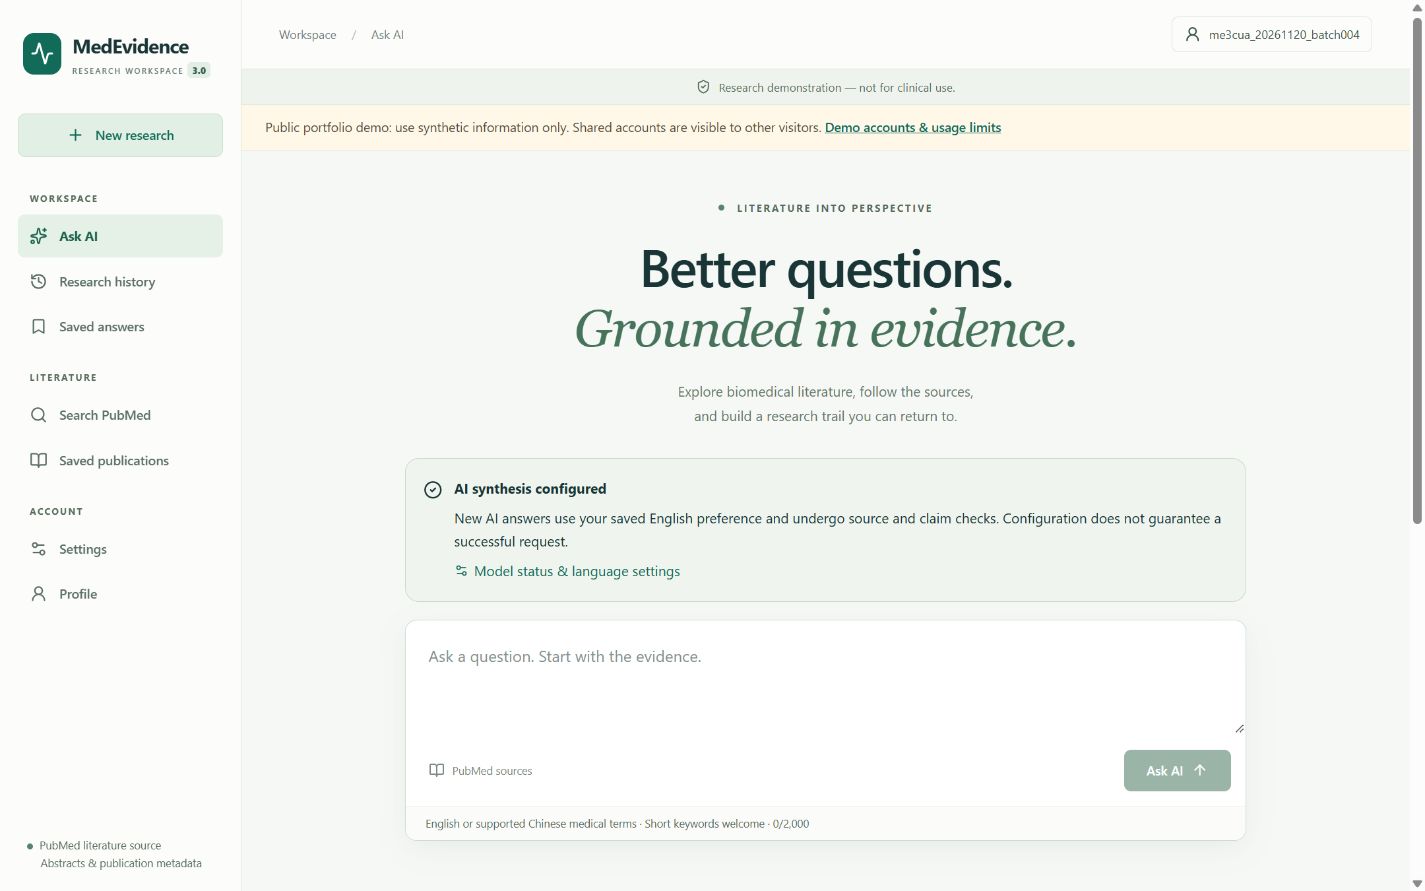 MedEvidence
RESEARCH WORKSPACE 3.0
New research
WORKSPACE
Ask AI
Research history
Saved answers
LITERATURE
Search PubMed
Saved publications
ACCOUNT
Settings
Profile
PubMed literature source
Abstracts & publication metadata
Workspace / Ask AI
me3cua_20261120_batch004
Research demonstration — not for clinical use.
Public portfolio demo: use synthetic information only. Shared accounts are visible to other visitors. Demo accounts & usage limits
LITERATURE INTO PERSPECTIVE
Better questions.
Grounded in evidence.
Explore biomedical literature, follow the sources,
and build a research trail you can return to.
AI synthesis configured
New AI answers use your saved English preference and undergo source and claim checks. Configuration does not guarantee a
successful request.
Model status & language settings
Ask a question. Start with the evidence.
PubMed sources
Ask AI
English or supported Chinese medical terms · Short keywords welcome · 0/2,000